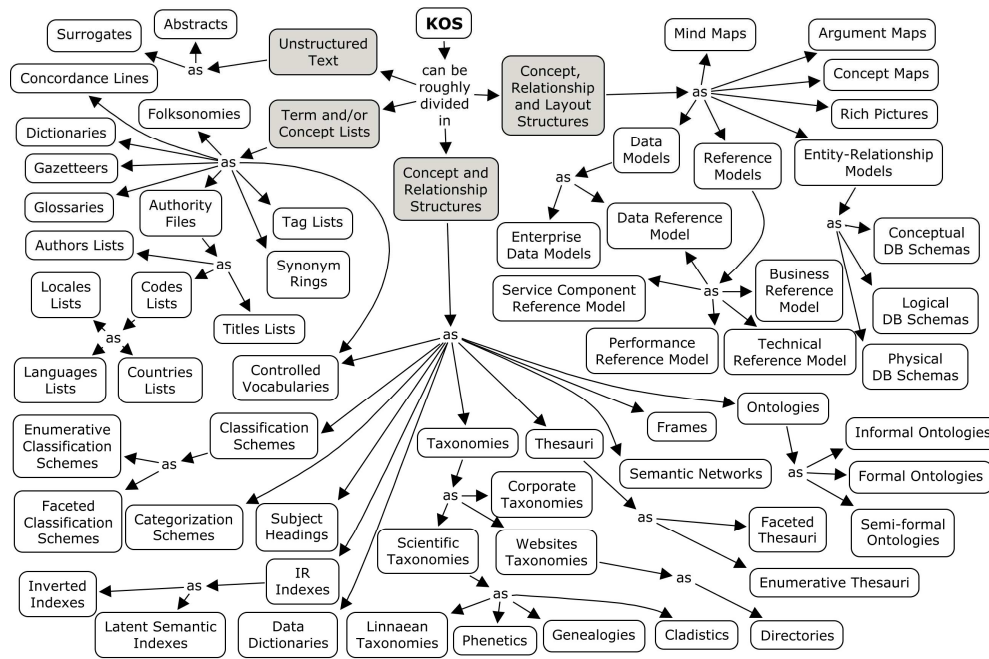 KOS
can be
roughly
divided
in
Unstructured
Text
as
Surrogates
Abstracts
Term and/or
Concept Lists
as
Concordance Lines
Folksonomies
Dictionaries
Gazetteers
Glossaries
Authority
Files
Tag Lists
Synonym
Rings
as
Authors Lists
Codes
Lists
Titles Lists
as
Locales
Lists
Languages
Lists
Countries
Lists
Controlled
Vocabularies
Concept,
Relationship
and Layout
Structures
as
Mind Maps
Argument Maps
Concept Maps
Rich Pictures
Data
Models
Reference
Models
Entity-Relationship
Models
as
Enterprise
Data Models
Data Reference
Model
as
Service Component
Reference Model
Business
Reference
Model
Performance
Reference Model
Technical
Reference Model
as
Conceptual
DB Schemas
Logical
DB Schemas
Physical
DB Schemas
Concept and
Relationship
Structures
as
Classification
Schemes
as
Enumerative
Classification
Schemes
Faceted
Classification
Schemes
Categorization
Schemes
Subject
Headings
IR
Indexes
as
Inverted
Indexes
Latent Semantic
Indexes
Data
Dictionaries
Taxonomies
as
Corporate
Taxonomies
Scientific
Taxonomies
Websites
Taxonomies
as
Linnaean
Taxonomies
Phenetics
Genealogies
Cladistics
as
Directories
Thesauri
as
Faceted
Thesauri
Enumerative Thesauri
Semantic Networks
Frames
Ontologies
as
Informal Ontologies
Formal Ontologies
Semi-formal
Ontologies